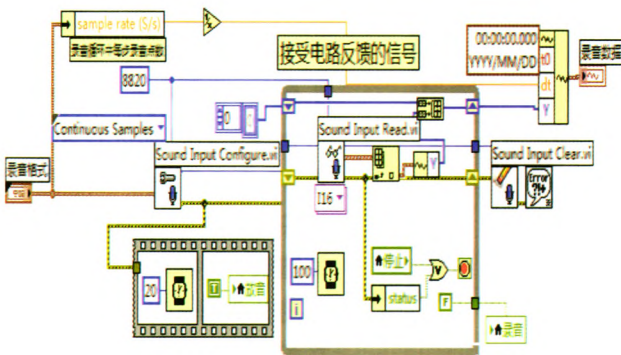 sample rate (S/s)
录音循环中每步录音点数
8820
Continuous Samples
录音格式
Sound Input Configure.vi
接受电路反馈的信号
00:00:00.000
YYYY/MM/DD
t0
dt
Y
录音数据
0
Sound Input Read.vi
I16
Y
Sound Input Clear.vi
Error
?!+
20
T
放音
100
i
停止
V
status
F
录音